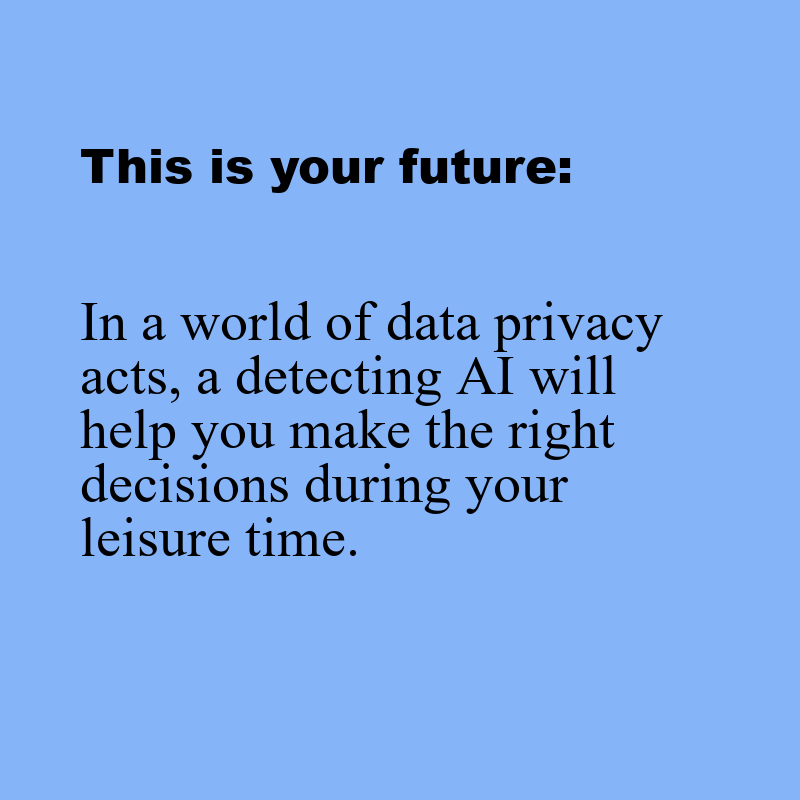 This is your future:
In a world of data privacy
acts, a detecting AI will
help you make the right
decisions during your
leisure time.